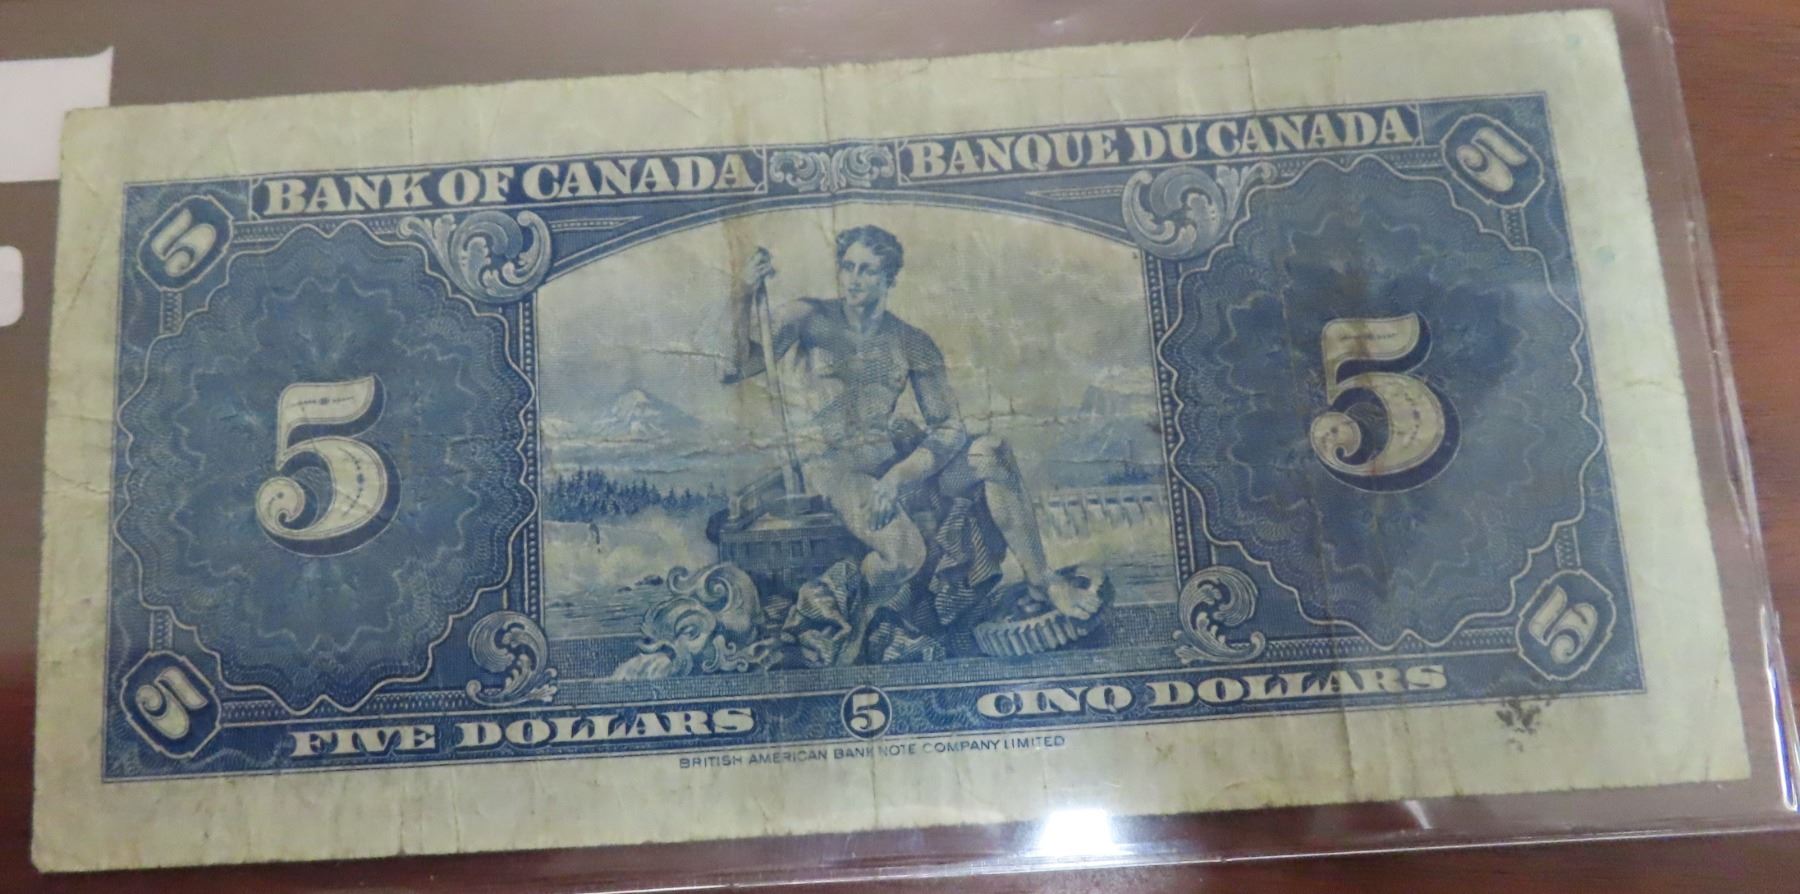 BANK OF CANADA BANQUE DU CANADA
5 5
5 5
5 5
FIVE DOLLARS 5 CINQ DOLLARS
BRITISH AMERICAN BANK NOTE COMPANY LIMITED